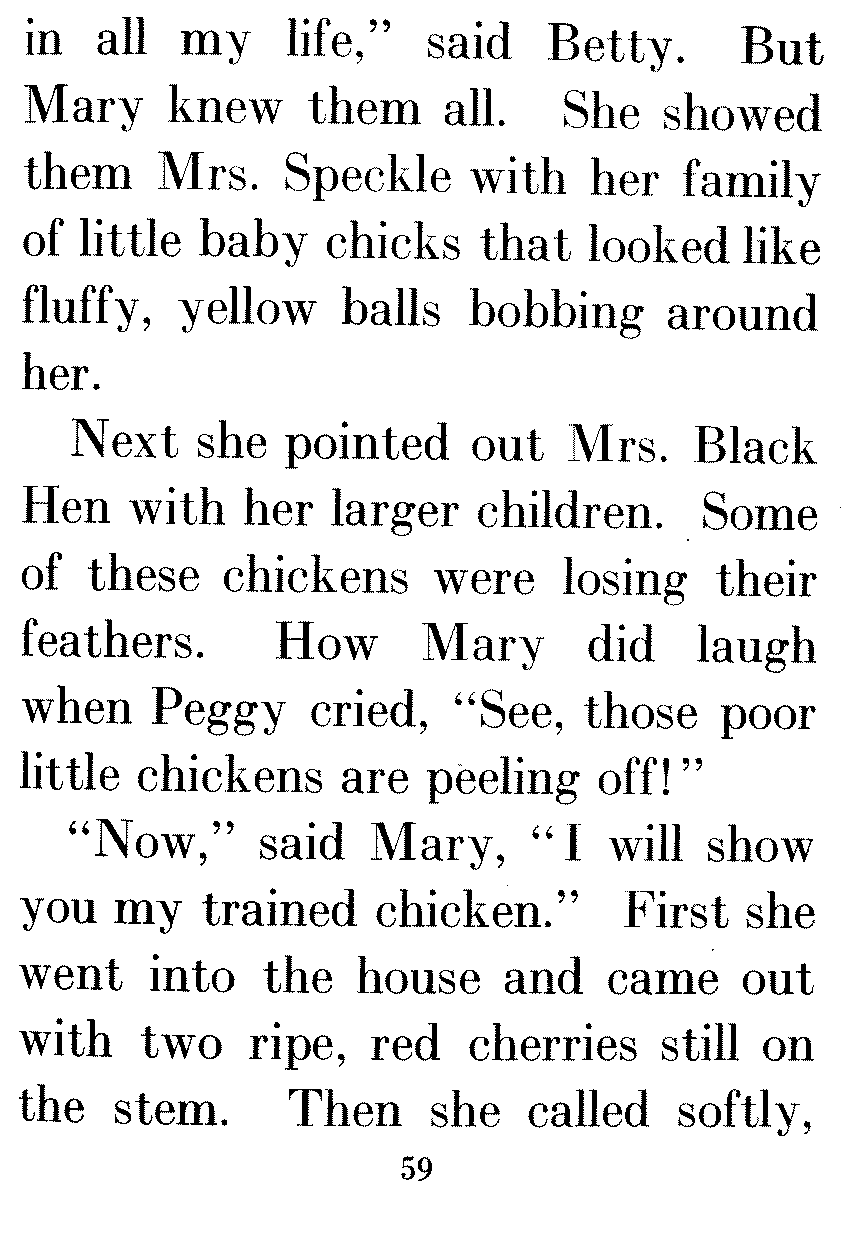 in all my life,” said Betty. But
Mary knew them all. She showed
them Mrs. Speckle with her family
of little baby chicks that looked like
fluffy, yellow balls bobbing around
her.
Next she pointed out Mrs. Black
Hen with her larger children. Some
of these chickens were losing their
feathers. How Mary did laugh
when Peggy cried, “See, those poor
little chickens are peeling off!”
“Now,” said Mary, “I will show
you my trained chicken.” First she
went into the house and came out
with two ripe, red cherries still on
the stem. Then she called softly,
59